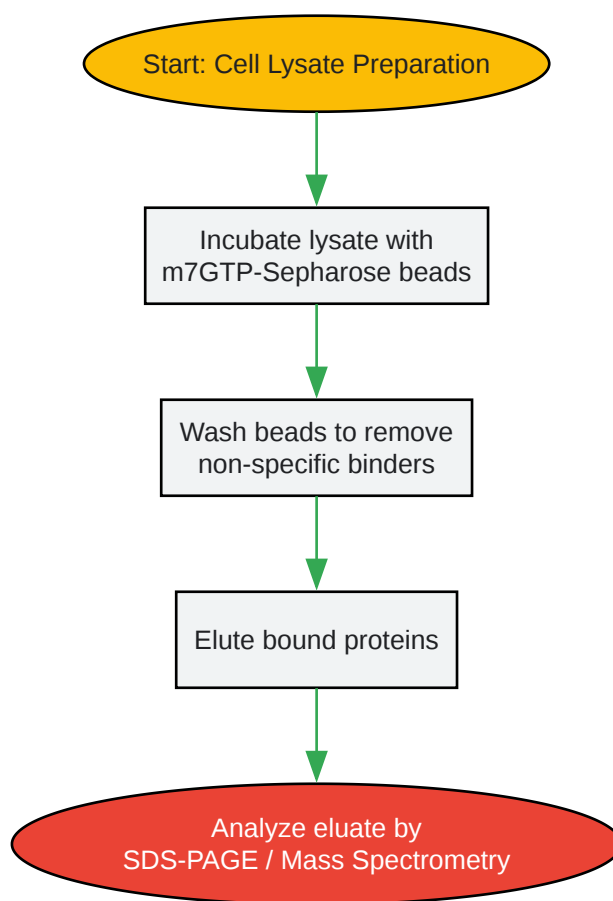 Start: Cell Lysate Preparation
Incubate lysate with
m7GTP-Sepharose beads
Wash beads to remove
non-specific binders
Elute bound proteins
Analyze eluate by
SDS-PAGE / Mass Spectrometry